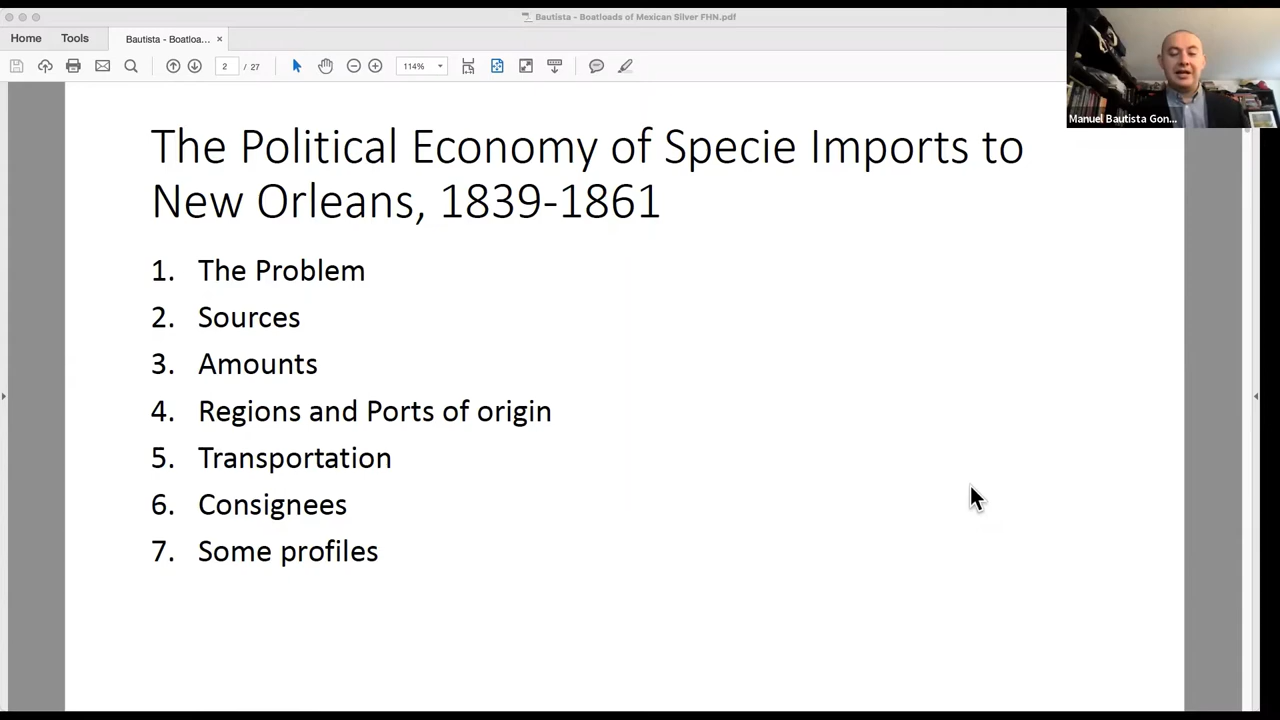 Bautista - Boatloads of Mexican Silver FHN.pdf
Home Tools Bautista - Boatloa... ×
2 / 27 114%
Manuel Bautista Gon...
The Political Economy of Specie Imports to
New Orleans, 1839-1861
1. The Problem
2. Sources
3. Amounts
4. Regions and Ports of origin
5. Transportation
6. Consignees
7. Some profiles